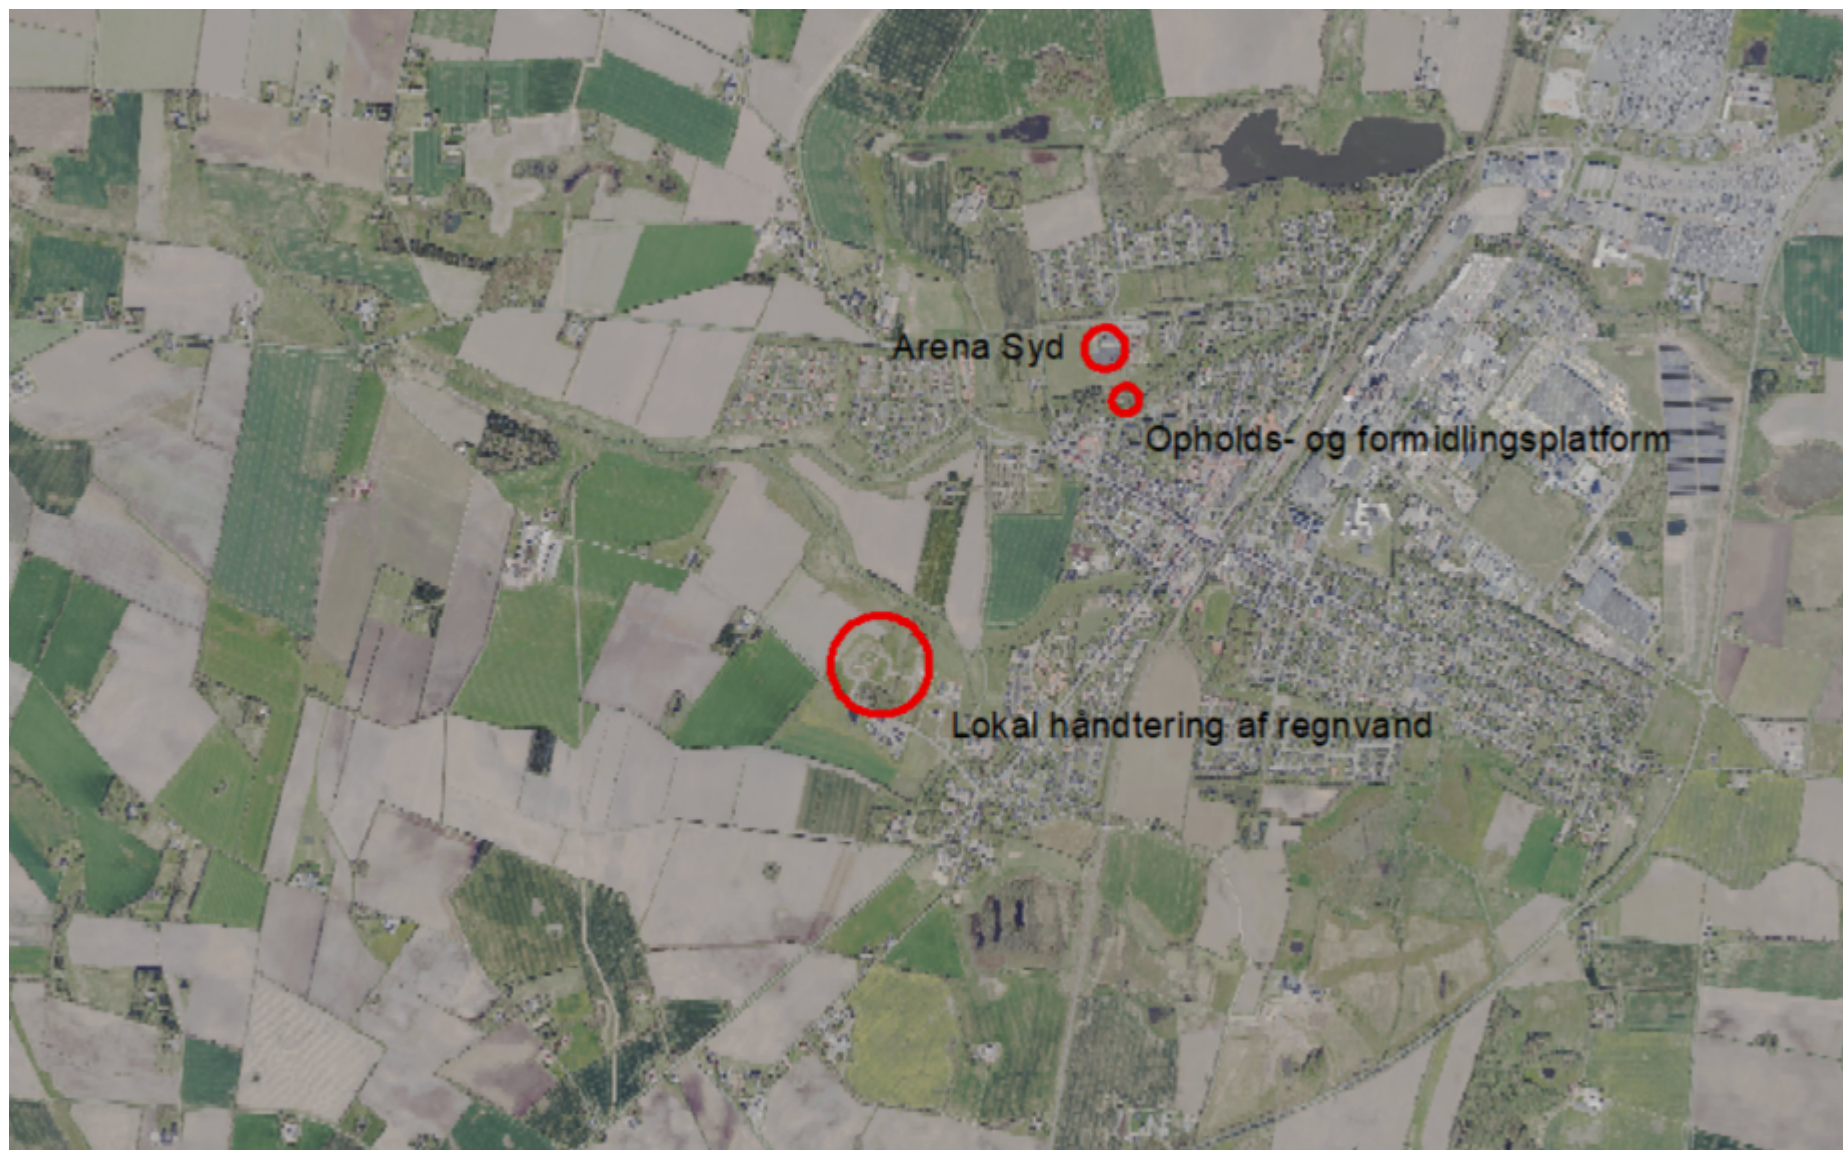 Arena Syd
Opholds- og formidlingsplatform
Lokal håndtering af regnvand